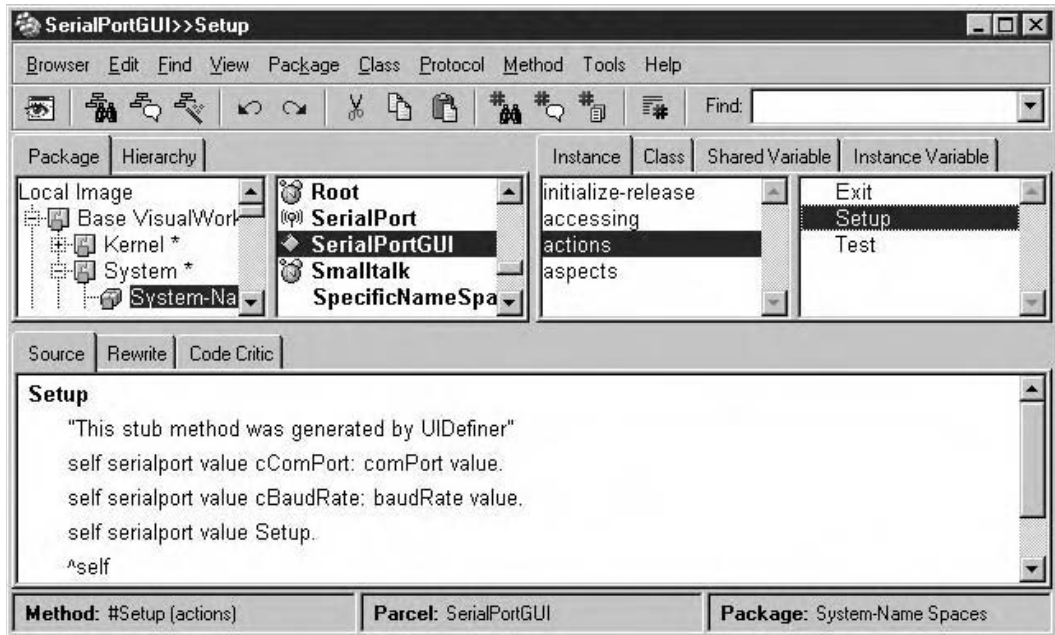 SerialPortGUI>>Setup
Browser Edit Find View Package Class Protocol Method Tools Help
Find:
Package Hierarchy
Instance Class Shared Variable Instance Variable
Local Image
Base VisualWork
Kernel *
System *
System-Na
Root
SerialPort
SerialPortGUI
Smalltalk
SpecificNameSpa
initialize-release
accessing
actions
aspects
Exit
Setup
Test
Source Rewrite Code Critic
Setup
"This stub method was generated by UIDefiner"
self serialport value cComPort: comPort value.
self serialport value cBaudRate: baudRate value.
self serialport value Setup.
^self
Method: #Setup (actions)
Parcel: SerialPortGUI
Package: System-Name Spaces